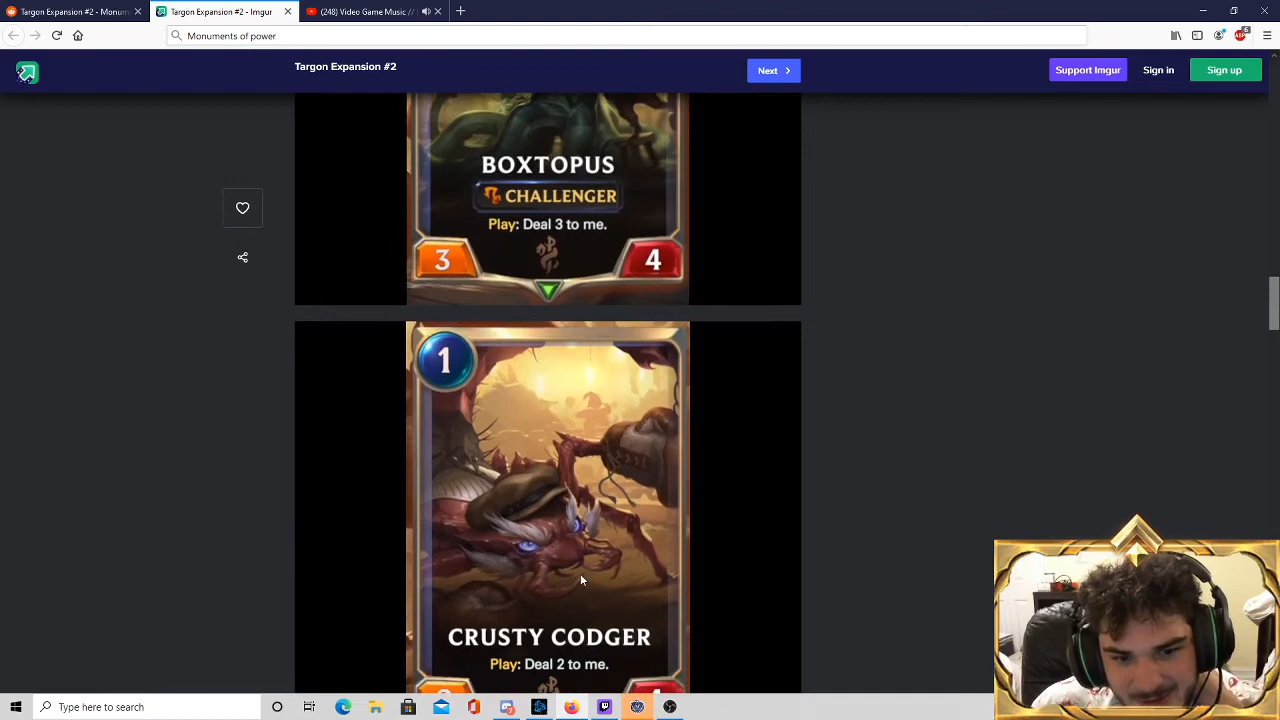 Targon Expansion #2 - Monum
Targon Expansion #2 - Imgur
(248) Video Game Music //
Monuments of power
Targon Expansion #2
Next
Support Imgur
Sign in
Sign up
BOXTOPUS
CHALLENGER
Play: Deal 3 to me.
3
4
1
CRUSTY CODGER
Play: Deal 2 to me.
Type here to search